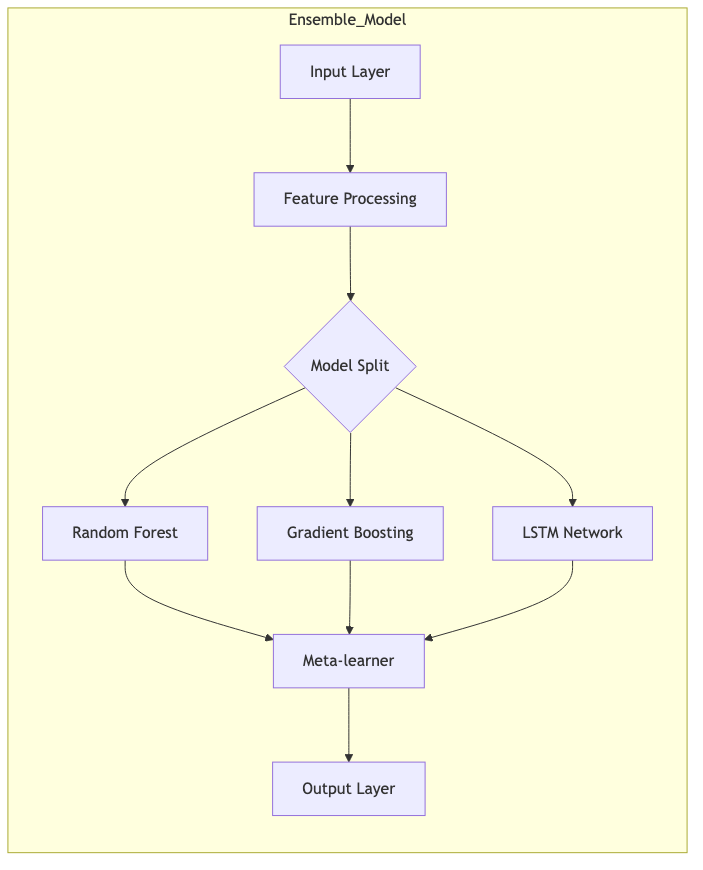 Ensemble_Model
Input Layer
Feature Processing
Model Split
Random Forest
Gradient Boosting
LSTM Network
Meta-learner
Output Layer